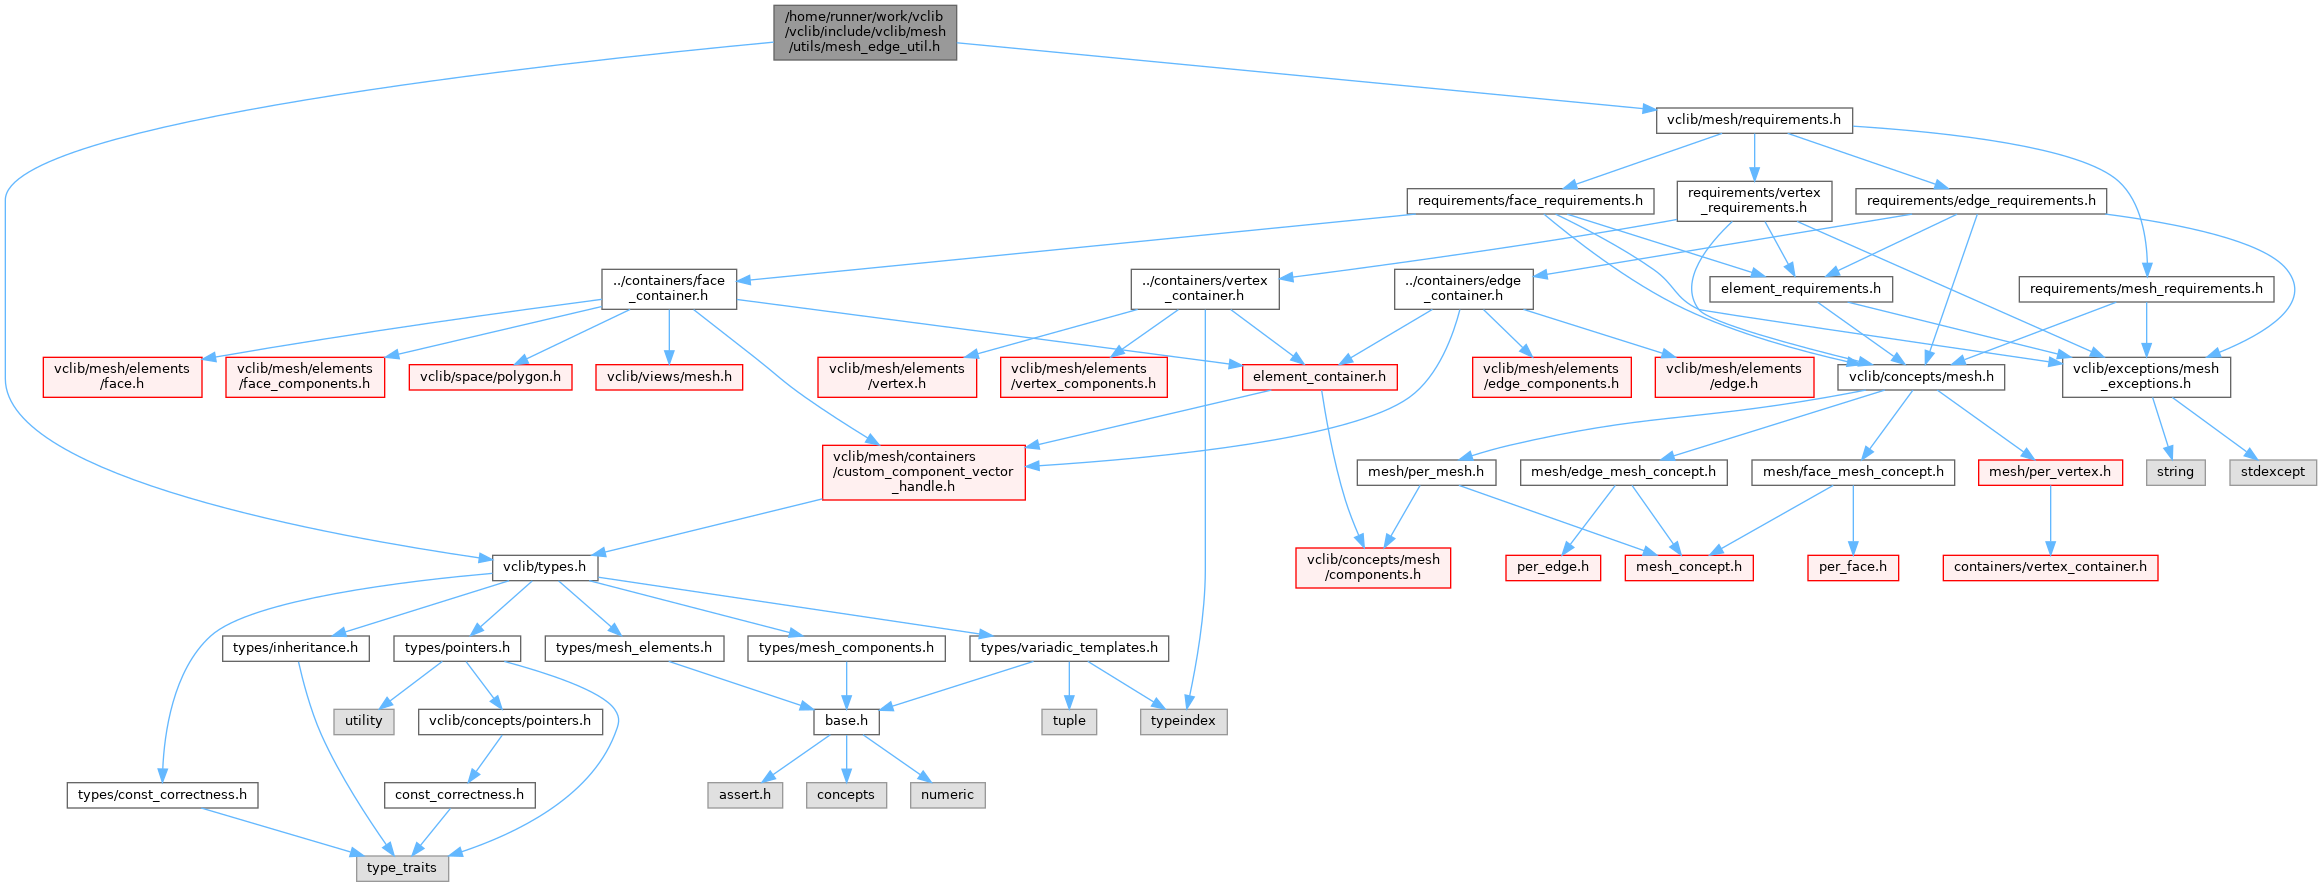 /home/runner/work/vclib
/vclib/include/vclib/mesh
/utils/mesh_edge_util.h
vclib/mesh/requirements.h
requirements/face_requirements.h
requirements/vertex
_requirements.h
requirements/edge_requirements.h
../containers/face
_container.h
../containers/vertex
_container.h
../containers/edge
_container.h
element_requirements.h
requirements/mesh_requirements.h
vclib/mesh/elements
/face.h
vclib/mesh/elements
/face_components.h
vclib/space/polygon.h
vclib/views/mesh.h
vclib/mesh/elements
/vertex.h
vclib/mesh/elements
/vertex_components.h
element_container.h
vclib/mesh/elements
/edge_components.h
vclib/mesh/elements
/edge.h
vclib/concepts/mesh.h
vclib/exceptions/mesh
_exceptions.h
vclib/mesh/containers
/custom_component_vector
_handle.h
mesh/per_mesh.h
mesh/edge_mesh_concept.h
mesh/face_mesh_concept.h
mesh/per_vertex.h
string
stdexcept
vclib/types.h
vclib/concepts/mesh
/components.h
per_edge.h
mesh_concept.h
per_face.h
containers/vertex_container.h
types/inheritance.h
types/pointers.h
types/mesh_elements.h
types/mesh_components.h
types/variadic_templates.h
utility
vclib/concepts/pointers.h
base.h
tuple
typeindex
types/const_correctness.h
const_correctness.h
assert.h
concepts
numeric
type_traits